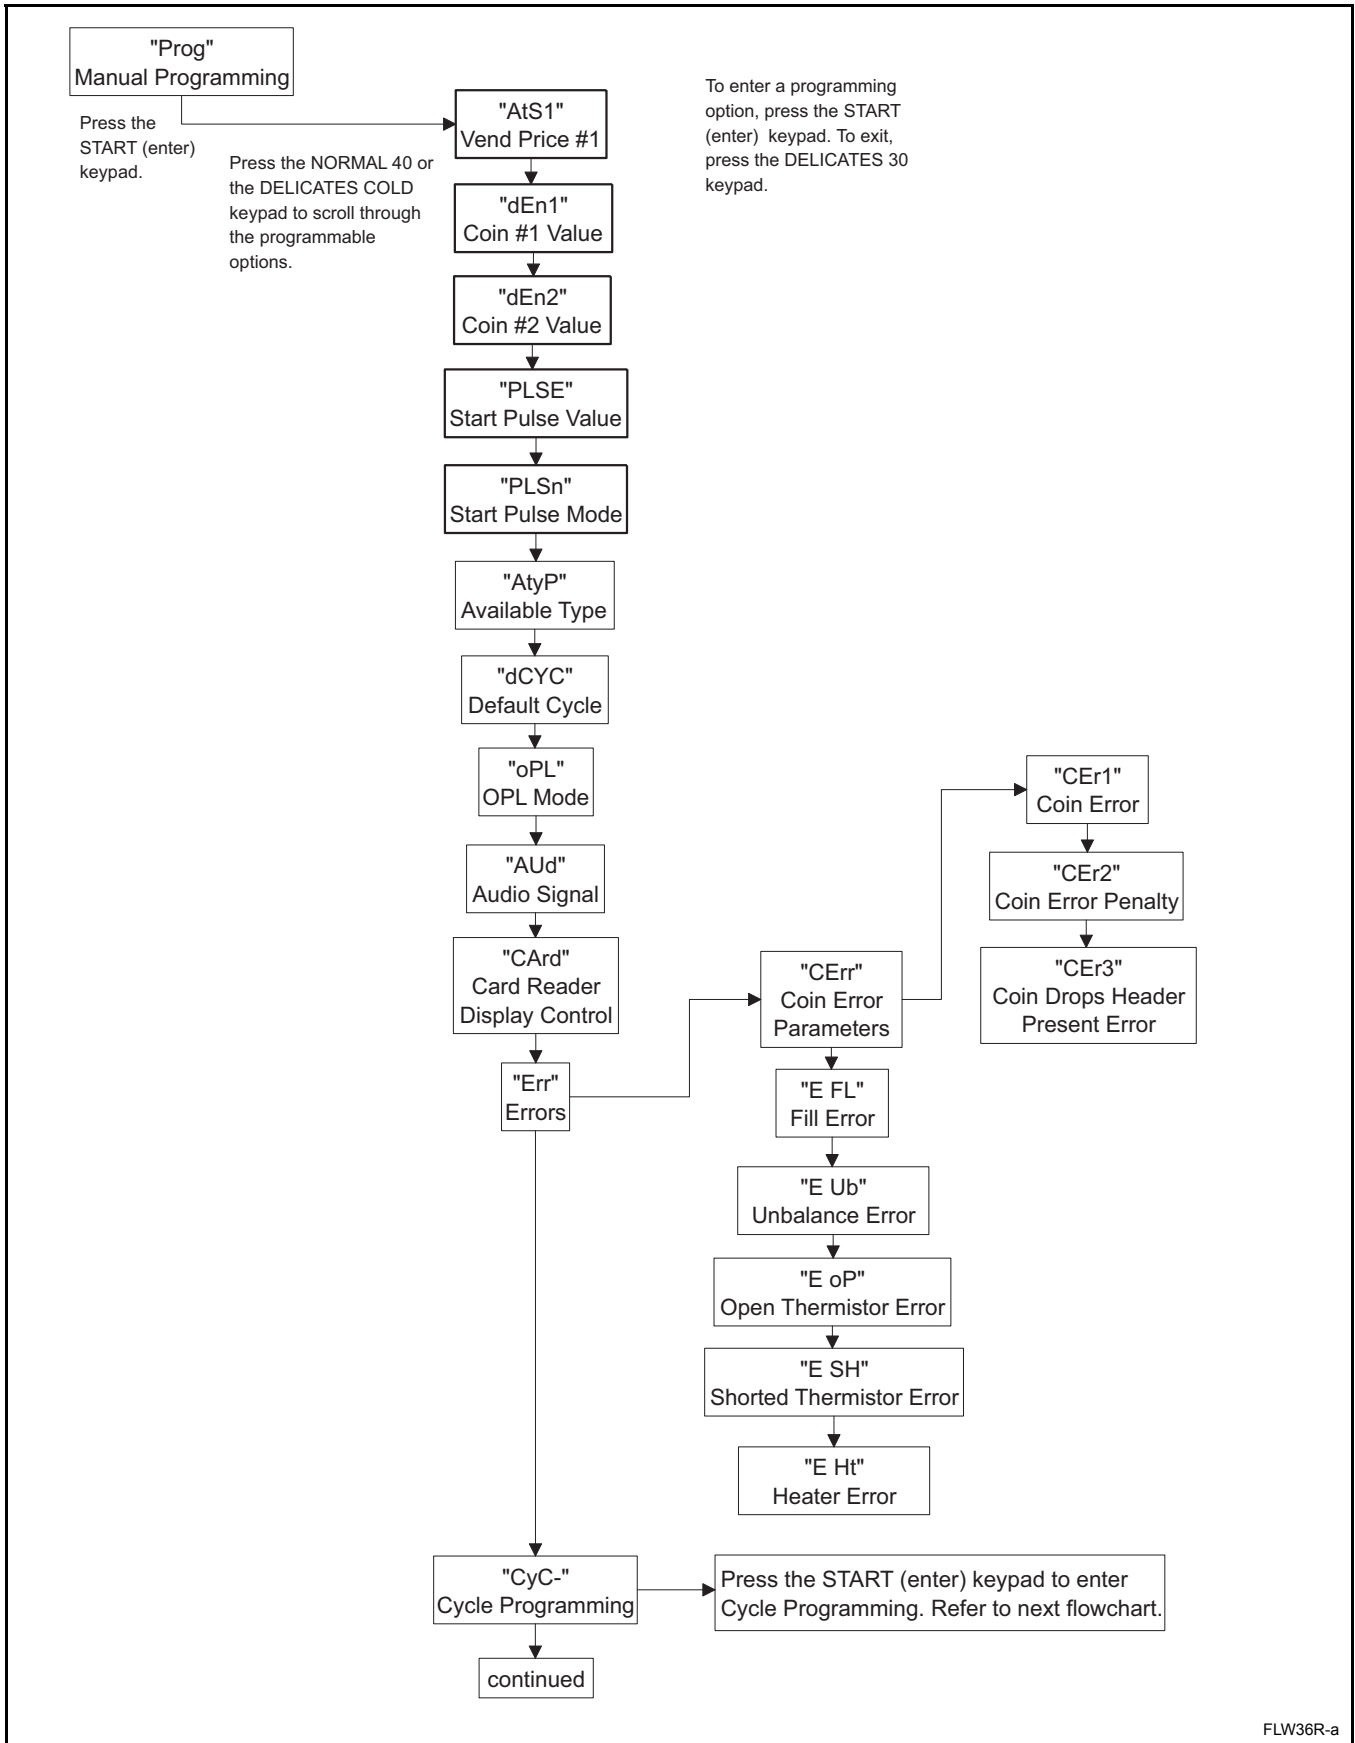 "Prog"
Manual Programming
Press the
START (enter)
keypad.
Press the NORMAL 40 or
the DELICATES COLD
keypad to scroll through
the programmable
options.
To enter a programming
option, press the START
(enter) keypad. To exit,
press the DELICATES 30
keypad.
"AtS1"
Vend Price #1
"dEn1"
Coin #1 Value
"dEn2"
Coin #2 Value
"PLSE"
Start Pulse Value
"PLSn"
Start Pulse Mode
"AtyP"
Available Type
"dCYC"
Default Cycle
"oPL"
OPL Mode
"AUd"
Audio Signal
"CArd"
Card Reader
Display Control
"Err"
Errors
"CErr"
Coin Error
Parameters
"CEr1"
Coin Error
"CEr2"
Coin Error Penalty
"CEr3"
Coin Drops Header
Present Error
"E FL"
Fill Error
"E Ub"
Unbalance Error
"E oP"
Open Thermistor Error
"E SH"
Shorted Thermistor Error
"E Ht"
Heater Error
"CyC-"
Cycle Programming
Press the START (enter) keypad to enter
Cycle Programming. Refer to next flowchart.
continued
FLW36R-a